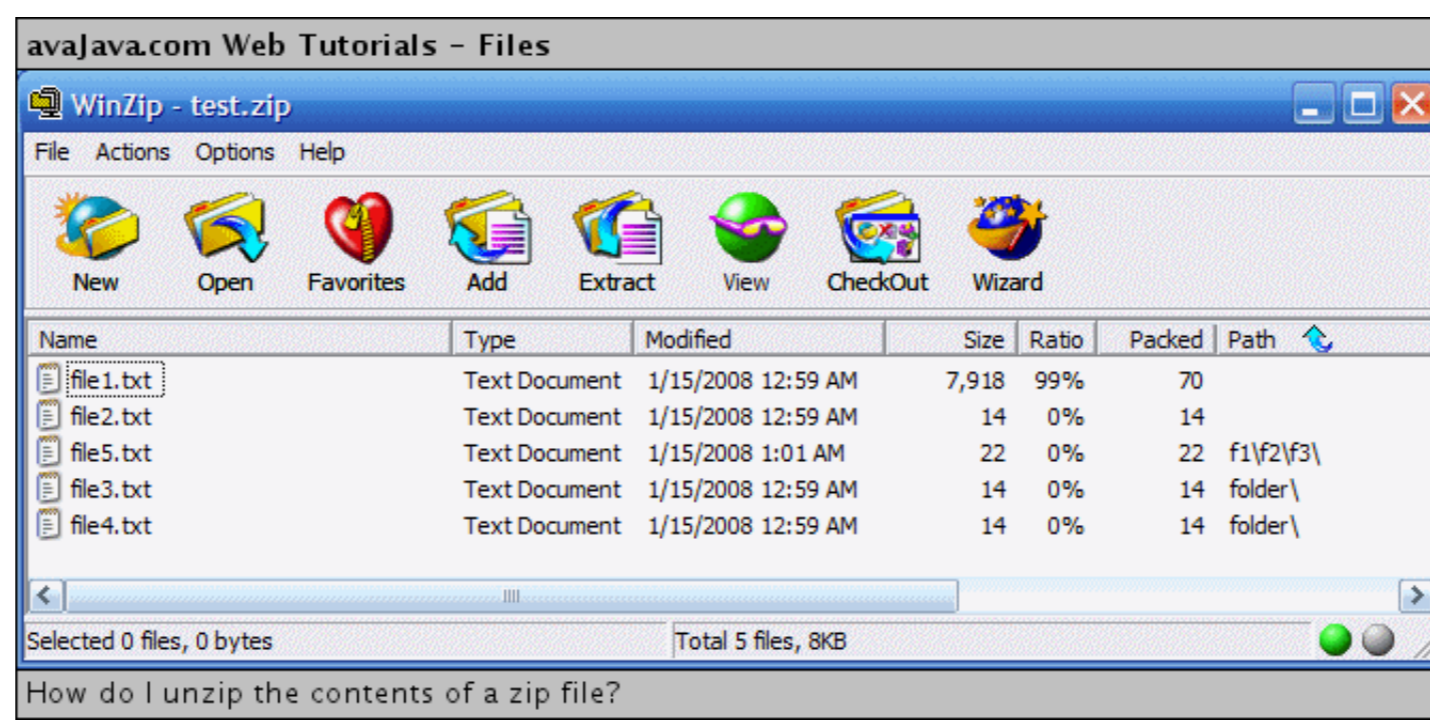 avaJava.com Web Tutorials - Files
WinZip - test.zip
File Actions Options Help
New Open Favorites Add Extract View CheckOut Wizard
Name Type Modified Size Ratio Packed Path
file1.txt Text Document 1/15/2008 12:59 AM 7,918 99% 70
file2.txt Text Document 1/15/2008 12:59 AM 14 0% 14
file5.txt Text Document 1/15/2008 1:01 AM 22 0% 22 f1\f2\f3\
file3.txt Text Document 1/15/2008 12:59 AM 14 0% 14 folder\
file4.txt Text Document 1/15/2008 12:59 AM 14 0% 14 folder\
Selected 0 files, 0 bytes Total 5 files, 8KB
How do I unzip the contents of a zip file?